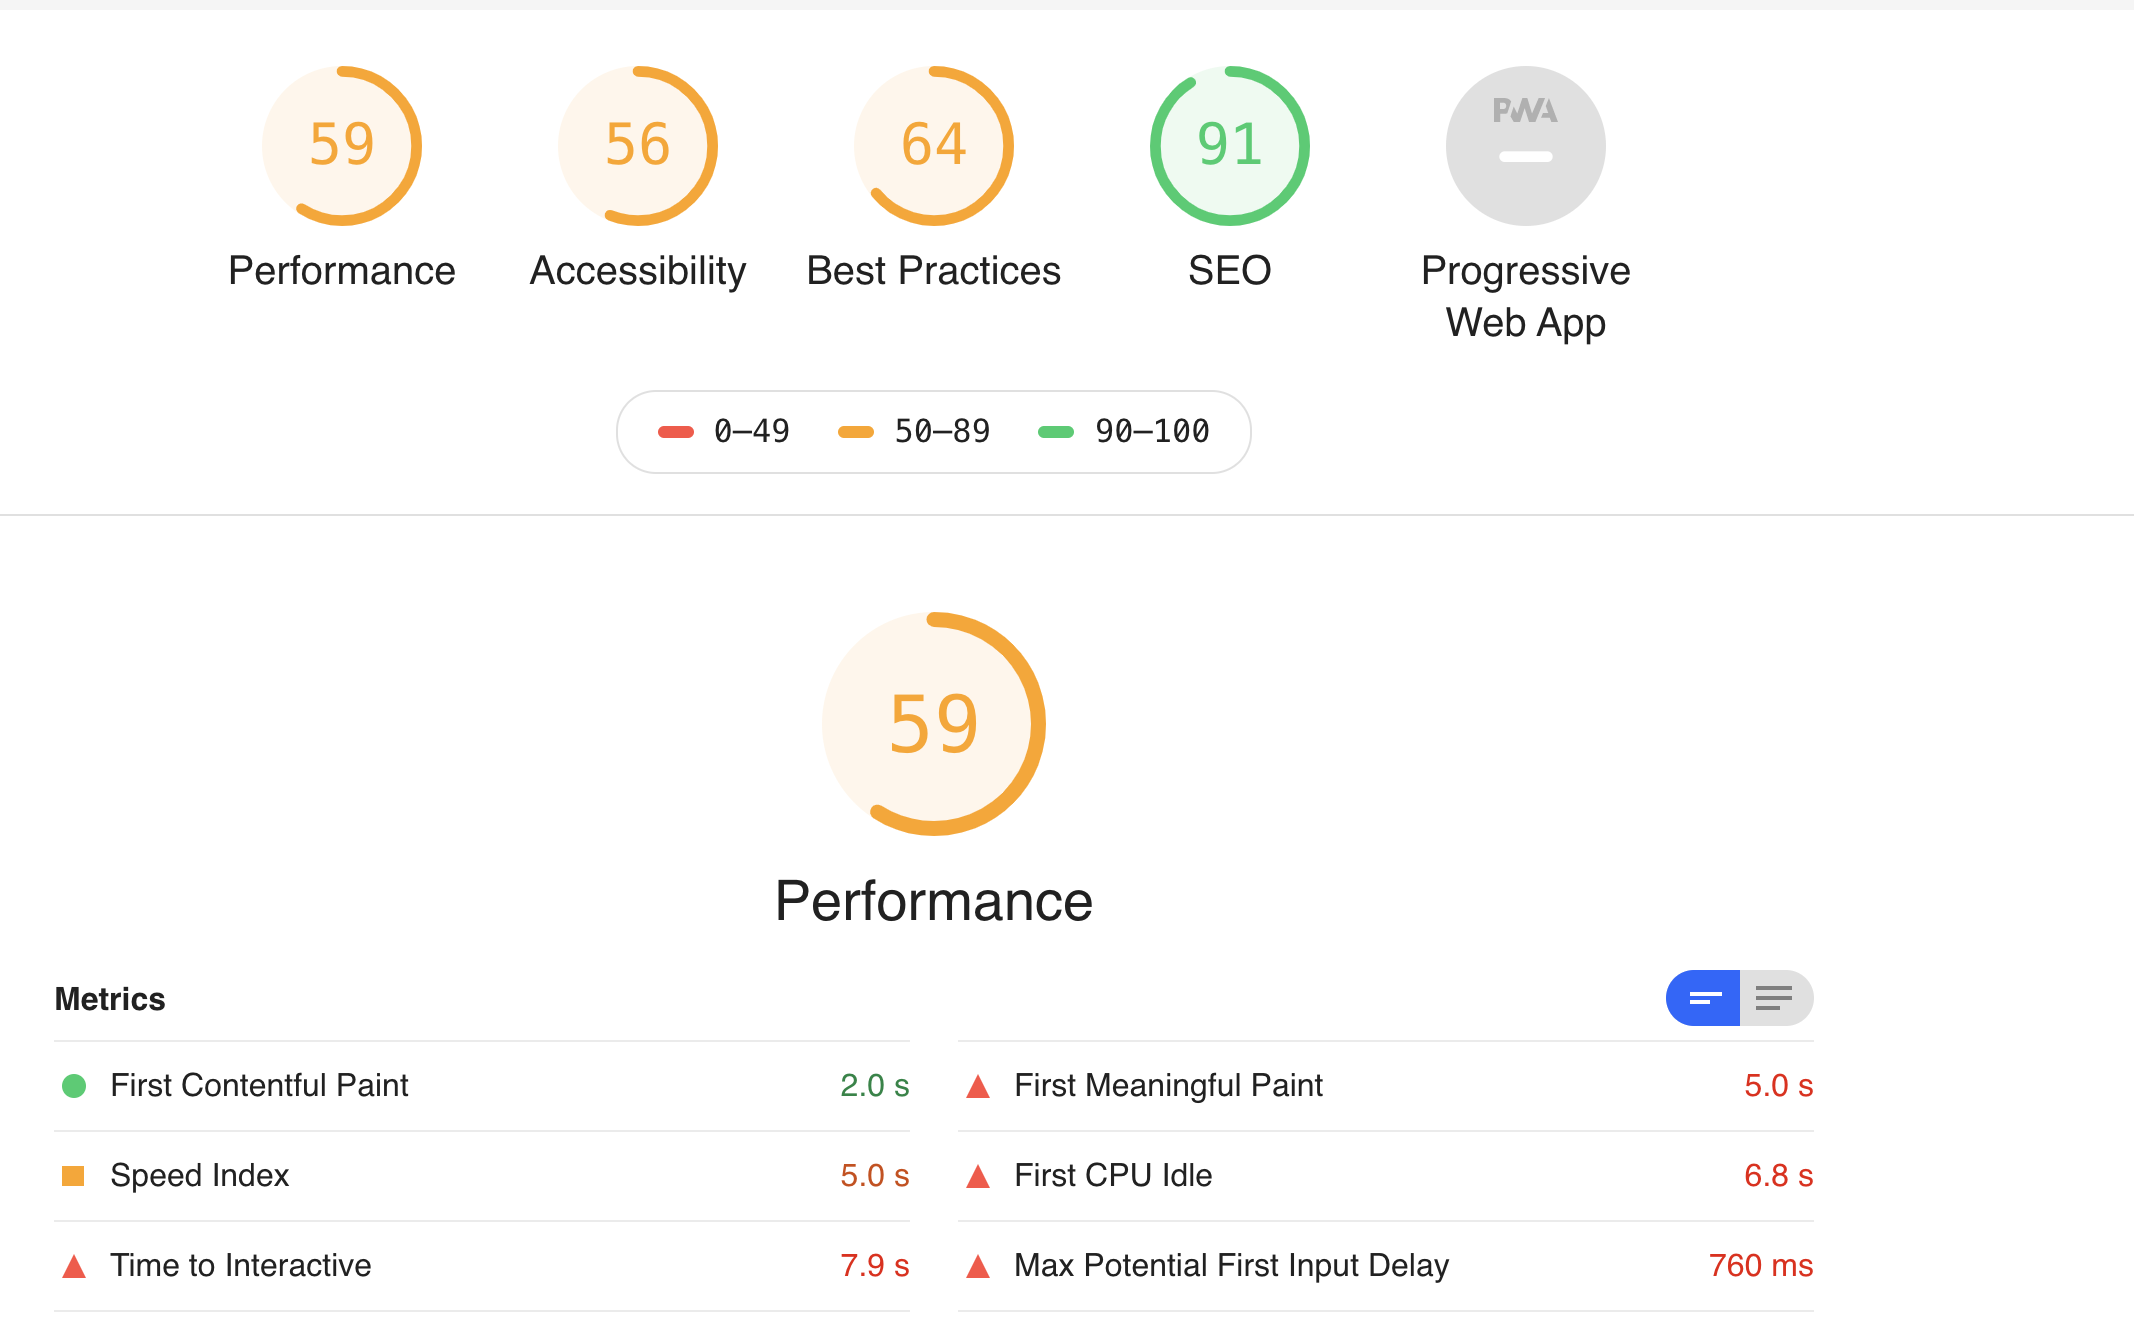 59 56 64 91 PWA
Performance Accessibility Best Practices SEO Progressive
Web App
0–49 50–89 90–100
59
Performance
Metrics
First Contentful Paint 2.0 s First Meaningful Paint 5.0 s
Speed Index 5.0 s First CPU Idle 6.8 s
Time to Interactive 7.9 s Max Potential First Input Delay 760 ms